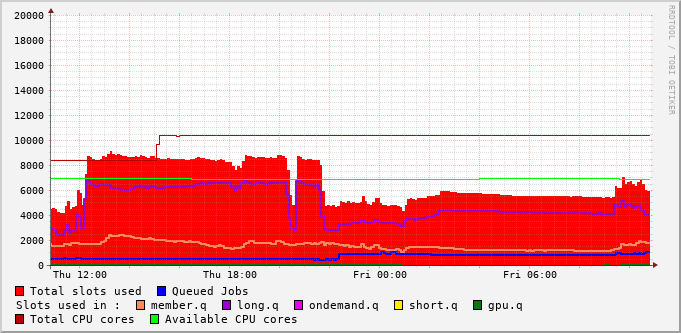 20000
18000
16000
14000
12000
10000
8000
6000
4000
2000
0
Thu 12:00 Thu 18:00 Fri 00:00 Fri 06:00
RRDTOOL / TOBI OETIKER
Total slots used Queued Jobs
Slots used in : member.q long.q ondemand.q short.q gpu.q
Total CPU cores Available CPU cores